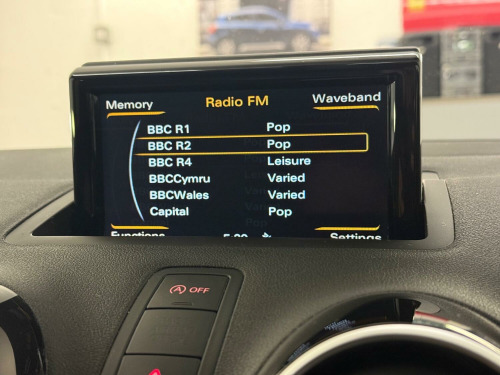 Memory Radio FM Waveband
BBC R1 Pop
BBC R2 Pop
BBC R4 Leisure
BBCCymru Varied
BBCWales Varied
Capital Pop
Functions Settings
A OFF